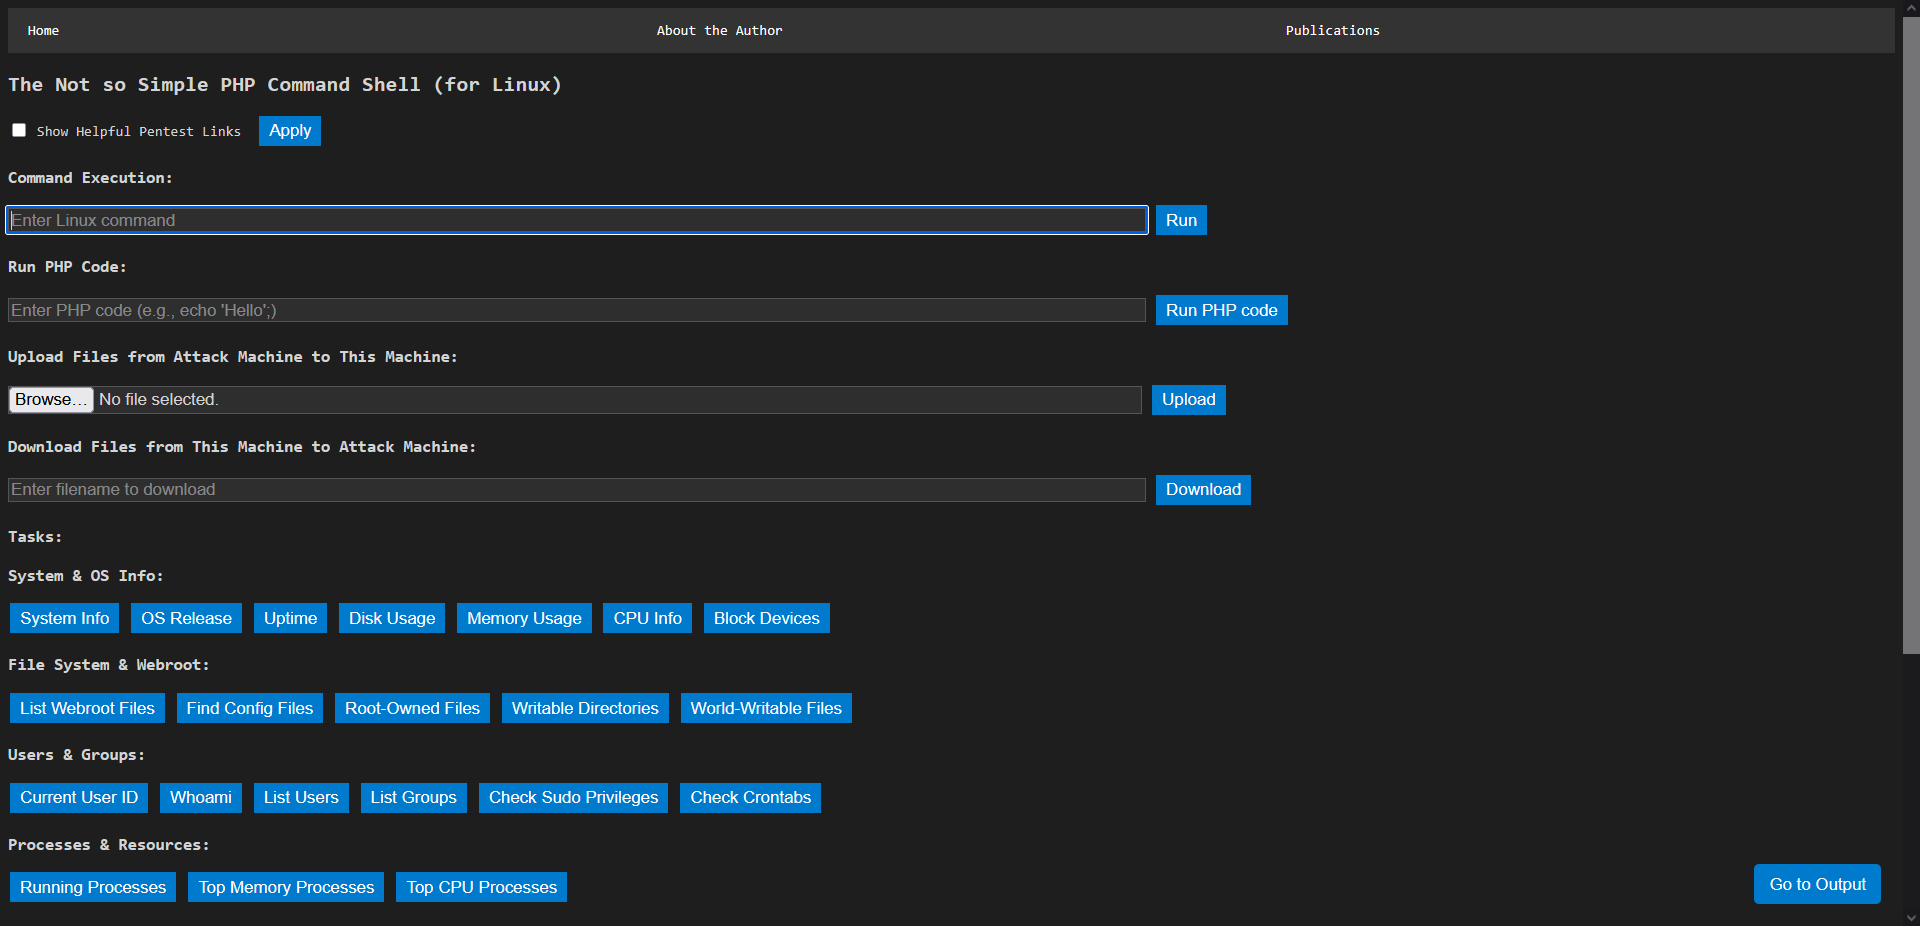 Home About the Author Publications
The Not so Simple PHP Command Shell (for Linux)
Show Helpful Pentest Links Apply
Command Execution:
Enter Linux command Run
Run PHP Code:
Enter PHP code (e.g., echo 'Hello';) Run PHP code
Upload Files from Attack Machine to This Machine:
Browse... No file selected. Upload
Download Files from This Machine to Attack Machine:
Enter filename to download Download
Tasks:
System & OS Info:
System Info OS Release Uptime Disk Usage Memory Usage CPU Info Block Devices
File System & Webroot:
List Webroot Files Find Config Files Root-Owned Files Writable Directories World-Writable Files
Users & Groups:
Current User ID Whoami List Users List Groups Check Sudo Privileges Check Crontabs
Processes & Resources:
Running Processes Top Memory Processes Top CPU Processes
Go to Output